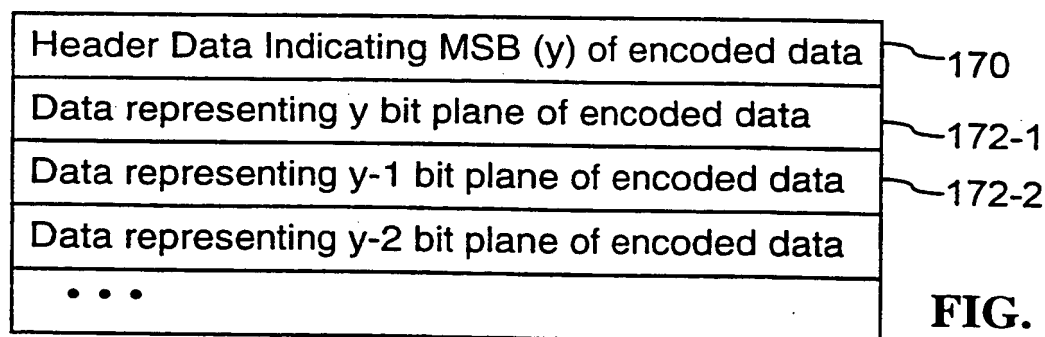 Header Data Indicating MSB (y) of encoded data 170
Data representing y bit plane of encoded data 172-1
Data representing y-1 bit plane of encoded data 172-2
Data representing y-2 bit plane of encoded data
• • •
FIG.